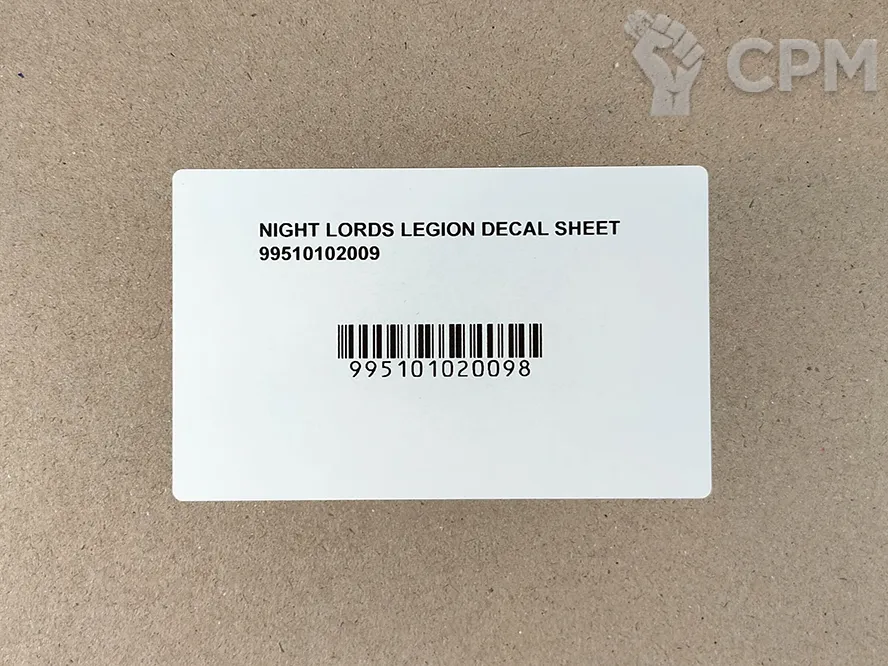 CPM
NIGHT LORDS LEGION DECAL SHEET
99510102009
995101020098